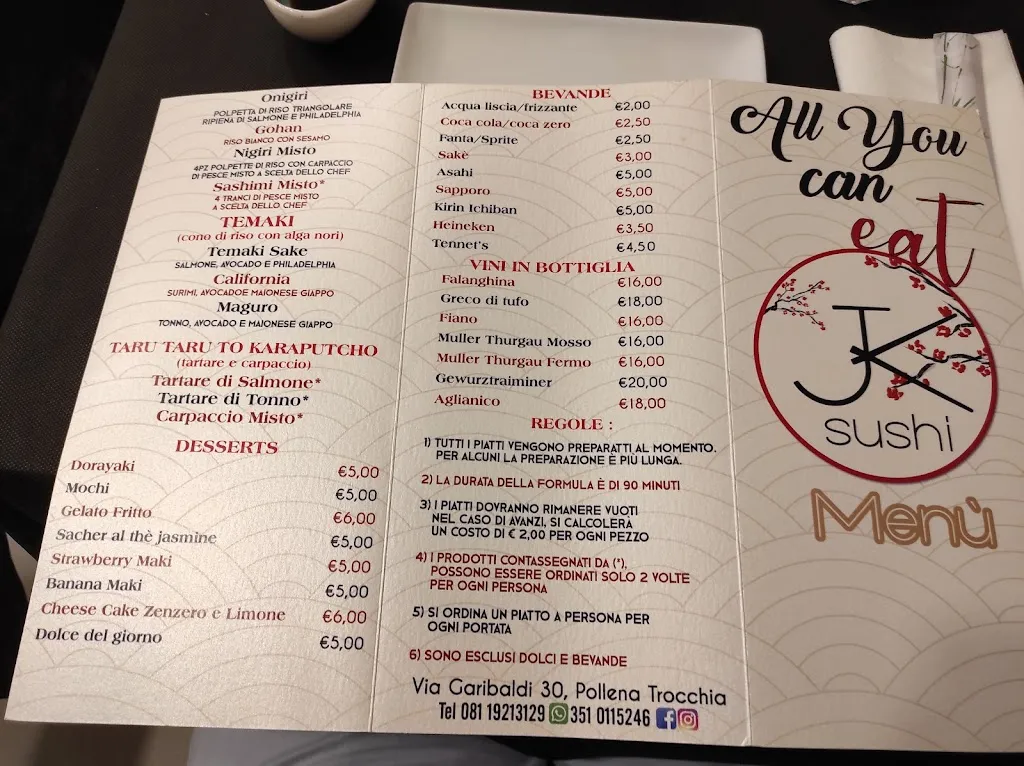 Onigiri
POLPETTA DI RISO TRIANGOLARE
RIPIENA DI SALMONE E PHILADELPHIA
Gohan
RISO BIANCO CON SESAMO
Nigiri Misto
4PZ POLPETTE DI RISO CON CARPACCIO
DI PESCE MISTO A SCELTA DELLO CHEF
Sashimi Misto*
4 TRANCI DI PESCE MISTO
A SCELTA DELLO CHEF
TEMAKI
(cono di riso con alga nori)
Temaki Sake
SALMONE, AVOCADO E PHILADELPHIA
California
SURIMI, AVOCADOE MAIONESE GIAPPO
Maguro
TONNO, AVOCADO E MAIONESE GIAPPO
TARU TARU TO KARAPUTCHO
(tartare e carpaccio)
Tartare di Salmone*
Tartare di Tonno*
Carpaccio Misto*
DESSERTS
Dorayaki €5,00
Mochi €5,00
Gelato Fritto €6,00
Sacher al thè jasmine €5,00
Strawberry Maki €5,00
Banana Maki €5,00
Cheese Cake Zenzero e Limone €6,00
Dolce del giorno €5,00
BEVANDE
Acqua liscia/frizzante €2,00
Coca cola/coca zero €2,50
Fanta/Sprite €2,50
Sakè €3,00
Asahi €5,00
Sapporo €5,00
Kirin Ichiban €5,00
Heineken €3,50
Tennet's €4,50
VINI IN BOTTIGLIA
Falanghina €16,00
Greco di tufo €18,00
Fiano €16,00
Muller Thurgau Mosso €16,00
Muller Thurgau Fermo €16,00
Gewurztraiminer €20,00
Aglianico €18,00
REGOLE :
1) TUTTI I PIATTI VENGONO PREPARATTI AL MOMENTO.
PER ALCUNI LA PREPARAZIONE È PIÙ LUNGA.
2) LA DURATA DELLA FORMULA È DI 90 MINUTI
3) I PIATTI DOVRANNO RIMANERE VUOTI
NEL CASO DI AVANZI, SI CALCOLERÀ
UN COSTO DI € 2,00 PER OGNI PEZZO
4) I PRODOTTI CONTASSEGNATI DA (*),
POSSONO ESSERE ORDINATI SOLO 2 VOLTE
PER OGNI PERSONA
5) SI ORDINA UN PIATTO A PERSONA PER
OGNI PORTATA
6) SONO ESCLUSI DOLCI E BEVANDE
Via Garibaldi 30, Pollena Trocchia
Tel 081 19213129 351 0115246
All You
can
eat
JK
sushi
Menù